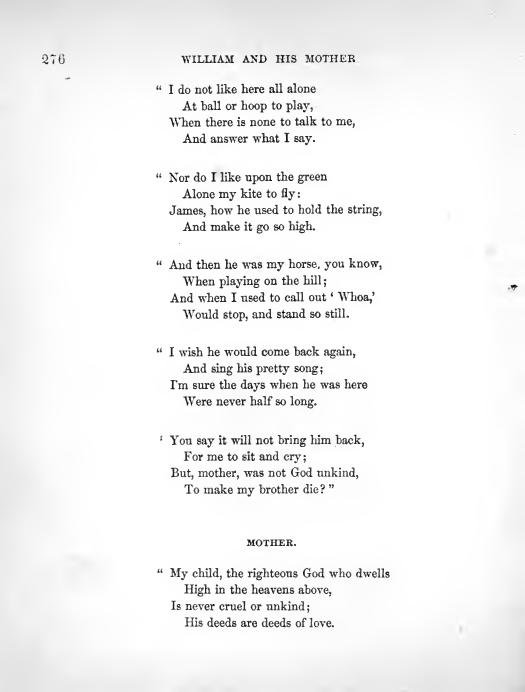 276
WILLIAM AND HIS MOTHER
“ I do not like here all alone
At ball or hoop to play,
When there is none to talk to me,
And answer what I say.
“ Nor do I like upon the green
Alone my kite to fly:
James, how he used to hold the string,
And make it go so high.
“ And then he was my horse, you know,
When playing on the hill;
And when I used to call out ‘ Whoa,’
Would stop, and stand so still.
“ I wish he would come back again,
And sing his pretty song;
I'm sure the days when he was here
Were never half so long.
‘ You say it will not bring him back,
For me to sit and cry;
But, mother, was not God unkind,
To make my brother die? ”
MOTHER.
“ My child, the righteous God who dwells
High in the heavens above,
Is never cruel or unkind;
His deeds are deeds of love.